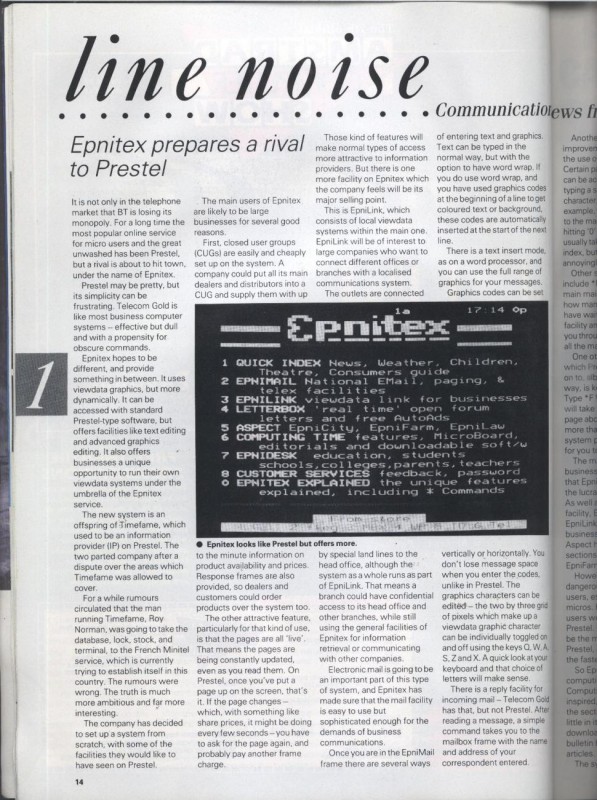 line noise
Communication
ews fr
Epnitex prepares a rival
to Prestel
It is not only in the telephone
market that BT is losing its
monopoly. For a long time the
most popular online service
for micro users and the great
unwashed has been Prestel,
but a rival is about to hit town,
under the name of Epnitex.
Prestel may be pretty, but
its simplicity can be
frustrating. Telecom Gold is
like most business computer
systems – effective but dull
and with a propensity for
obscure commands.
Epnitex hopes to be
different, and provide
something in between. It uses
viewdata graphics, but more
dynamically. It can be
accessed with standard
Prestel-type software, but
offers facilities like text editing
and advanced graphics
editing. It also offers
businesses a unique
opportunity to run their own
viewdata systems under the
umbrella of the Epnitex
service.
The new system is an
offspring of Timefame, which
used to be an information
provider (IP) on Prestel. The
two parted company after a
dispute over the areas which
Timefame was allowed to
cover.
For a while rumours
circulated that the man
running Timefame, Roy
Norman, was going to take the
database, lock, stock, and
terminal, to the French Minitel
service, which is currently
trying to establish itself in this
country. The rumours were
wrong. The truth is much
more ambitious and far more
interesting.
The company has decided
to set up a system from
scratch, with some of the
facilities they would like to
have seen on Prestel.
The main users of Epnitex
are likely to be large
businesses for several good
reasons.
First, closed user groups
(CUGs) are easily and cheaply
set up on the system. A
company could put all its main
dealers and distributors into a
CUG and supply them with up
to the minute information on
product availability and prices.
Response frames are also
provided, so dealers and
customers could order
products over the system too.
The other attractive feature,
particularly for that kind of use,
is that the pages are all 'live'.
That means the pages are
being constantly updated,
even as you read them. On
Prestel, once you've put a
page up on the screen, that's
it. If the page changes –
which, with something like
share prices, it might be doing
every few seconds – you have
to ask for the page again, and
probably pay another frame
charge.
Those kind of features will
make normal types of access
more attractive to information
providers. But there is one
more facility on Epnitex which
the company feels will be its
major selling point.
This is EpniLink, which
consists of local viewdata
systems within the main one.
EpniLink will be of interest to
large companies who want to
connect different offices or
branches with a localised
communications system.
The outlets are connected
by special land lines to the
head office, although the
system as a whole runs as part
of EpniLink. That means a
branch could have confidential
access to its head office and
other branches, while still
using the general facilities of
Epnitex for information
retrieval or communicating
with other companies.
Electronic mail is going to be
an important part of this type
of system, and Epnitex has
made sure that the mail facility
is easy to use but
sophisticated enough for the
demands of business
communications.
Once you are in the EpniMail
frame there are several ways
of entering text and graphics.
Text can be typed in the
normal way, but with the
option to have word wrap. If
you do use word wrap, and
you have used graphics codes
at the beginning of a line to get
coloured text or background,
these codes are automatically
inserted at the start of the next
line.
There is a text insert mode,
as on a word processor, and
you can use the full range of
graphics for your messages.
Graphics codes can be set
vertically or horizontally. You
don't lose message space
when you enter the codes,
unlike in Prestel. The
graphics characters can be
edited – the two by three grid
of pixels which make up a
viewdata graphic character
can be individually toggled on
and off using the keys Q, W, A,
S, Z and X. A quick look at your
keyboard and that choice of
letters will make sense.
There is a reply facility for
incoming mail – Telecom Gold
has that, but not Prestel. After
reading a message, a simple
command takes you to the
mailbox frame with the name
and address of your
correspondent entered.
1
1a 17:14 0p
Epnitex
1 QUICK INDEX News, Weather, Children,
Theatre, Consumers guide
2 EPNIMAIL National EMail, paging, &
telex facilities
3 EPNILINK viewdata link for businesses
4 LETTERBOX 'real time' open forum
letters and free AutoAds
5 ASPECT EpniCity, EpniFarm, EpniLaw
6 COMPUTING TIME features, MicroBoard,
editorials and downloadable soft/w
7 EPNIDESK education, students
schools,colleges,parents,teachers
8 CUSTOMER SERVICES feedback, password
0 EPNITEX EXPLAINED the unique features
explained, including * Commands
● Epnitex looks like Prestel but offers more.
14